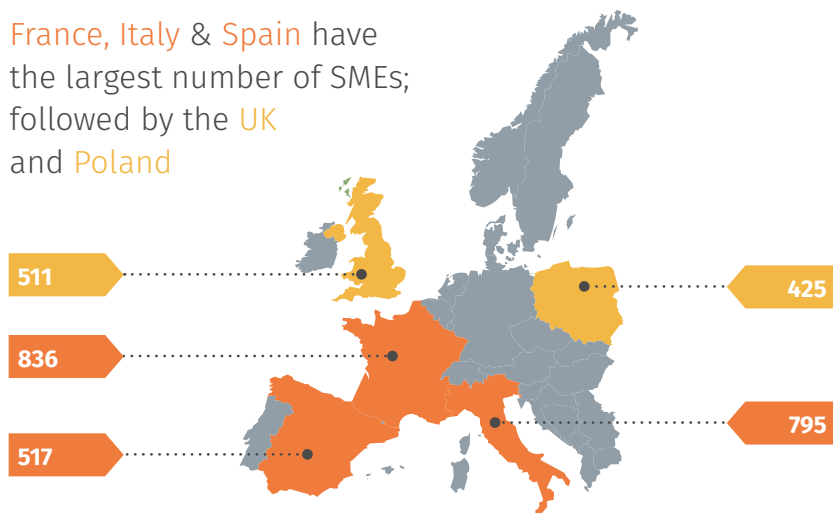 France, Italy & Spain have
the largest number of SMEs;
followed by the UK
and Poland
511
425
836
795
517